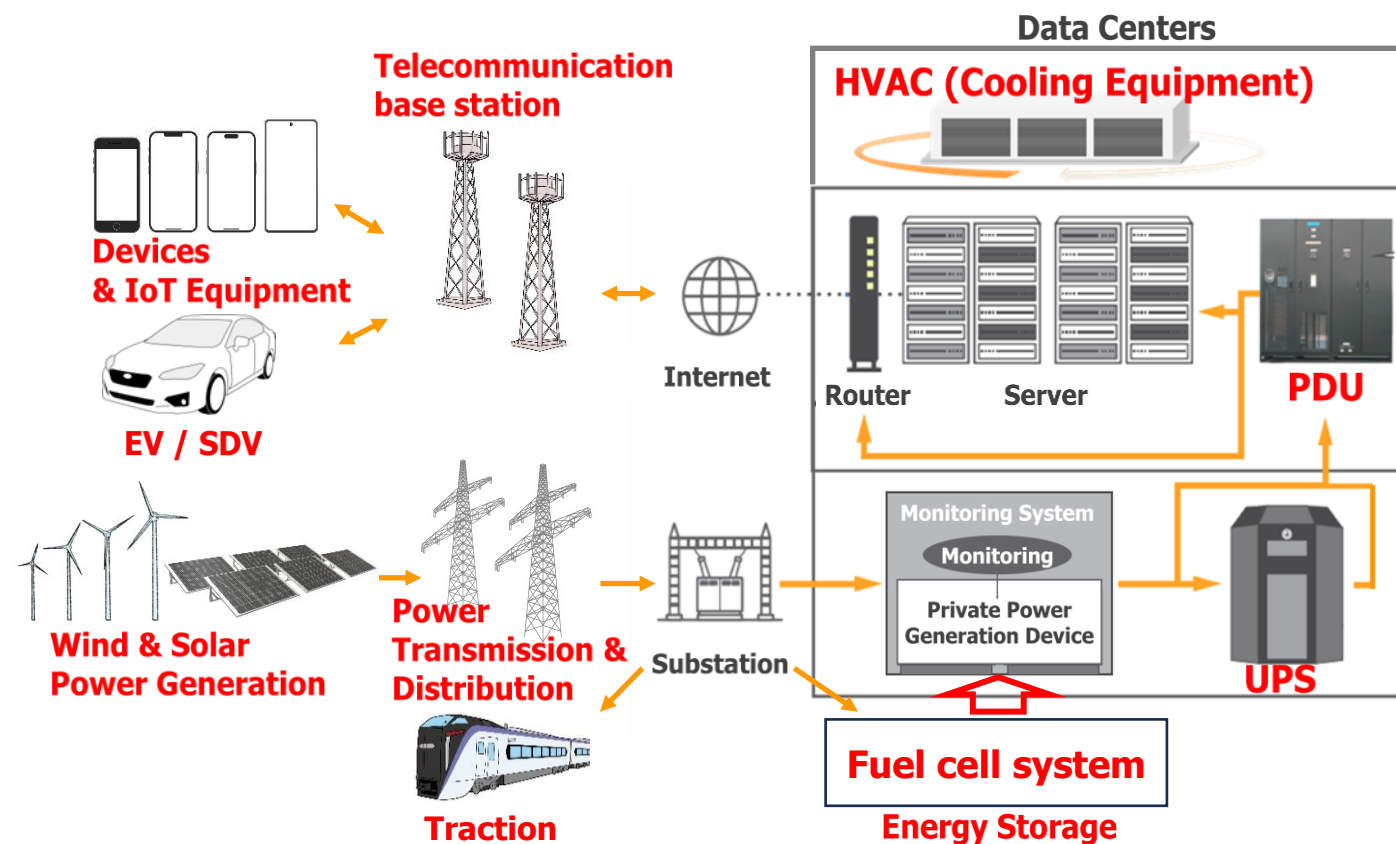 Data Centers
HVAC (Cooling Equipment)
Telecommunication
base station
Devices
& IoT Equipment
EV / SDV
Internet
Router
Server
PDU
Wind & Solar
Power Generation
Power
Transmission &
Distribution
Substation
Traction
Monitoring System
Monitoring
Private Power
Generation Device
UPS
Fuel cell system
Energy Storage